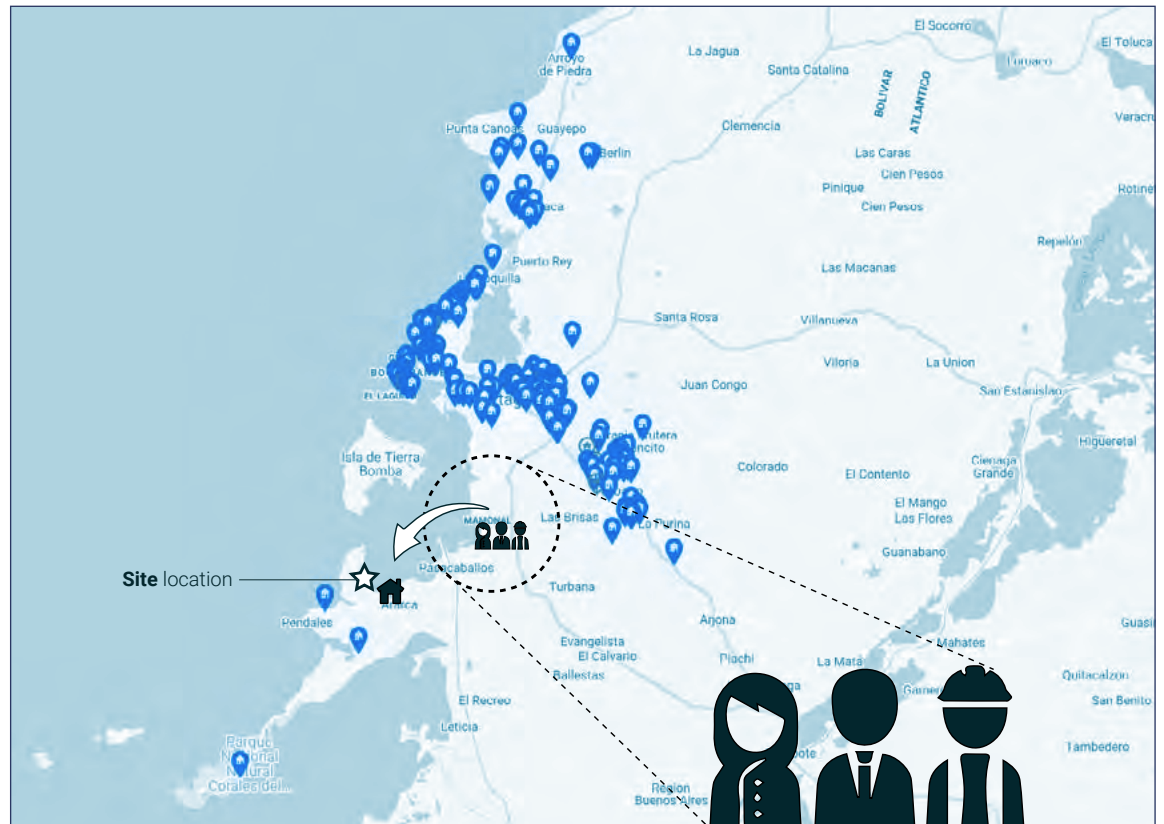 El Socorro
El Toluca
La Jagua
Arroyo
de Piedra
Santa Catalina
Luruaco
BOLIVAR
ATLANTICO
Punta Canoas
Guayepo
Clemencia
Berlin
Las Caras
Cien Pesos
Pinique
Cien Pesos
Repelón
Puerto Rey
Las Macanas
Santa Rosa
Villanueva
Viloria
La Union
Juan Congo
San Estanislao
Isla de Tierra
Bomba
Colorado
El Contento
Cienaga
Grande
Higueretal
El Mango
Los Flores
MAMONAL
Las Brisas
Guanabano
Pasacaballos
Site location
Turbana
Pendales
Arjona
Evangelista
El Calvario
Piachi
La Mata
Mahates
Ballestas
Quitacalzon
San Benito
El Recreo
Leticia
Tambedero
Parque
Nacional
Natural
Corales del...
Region
Buenos Aires